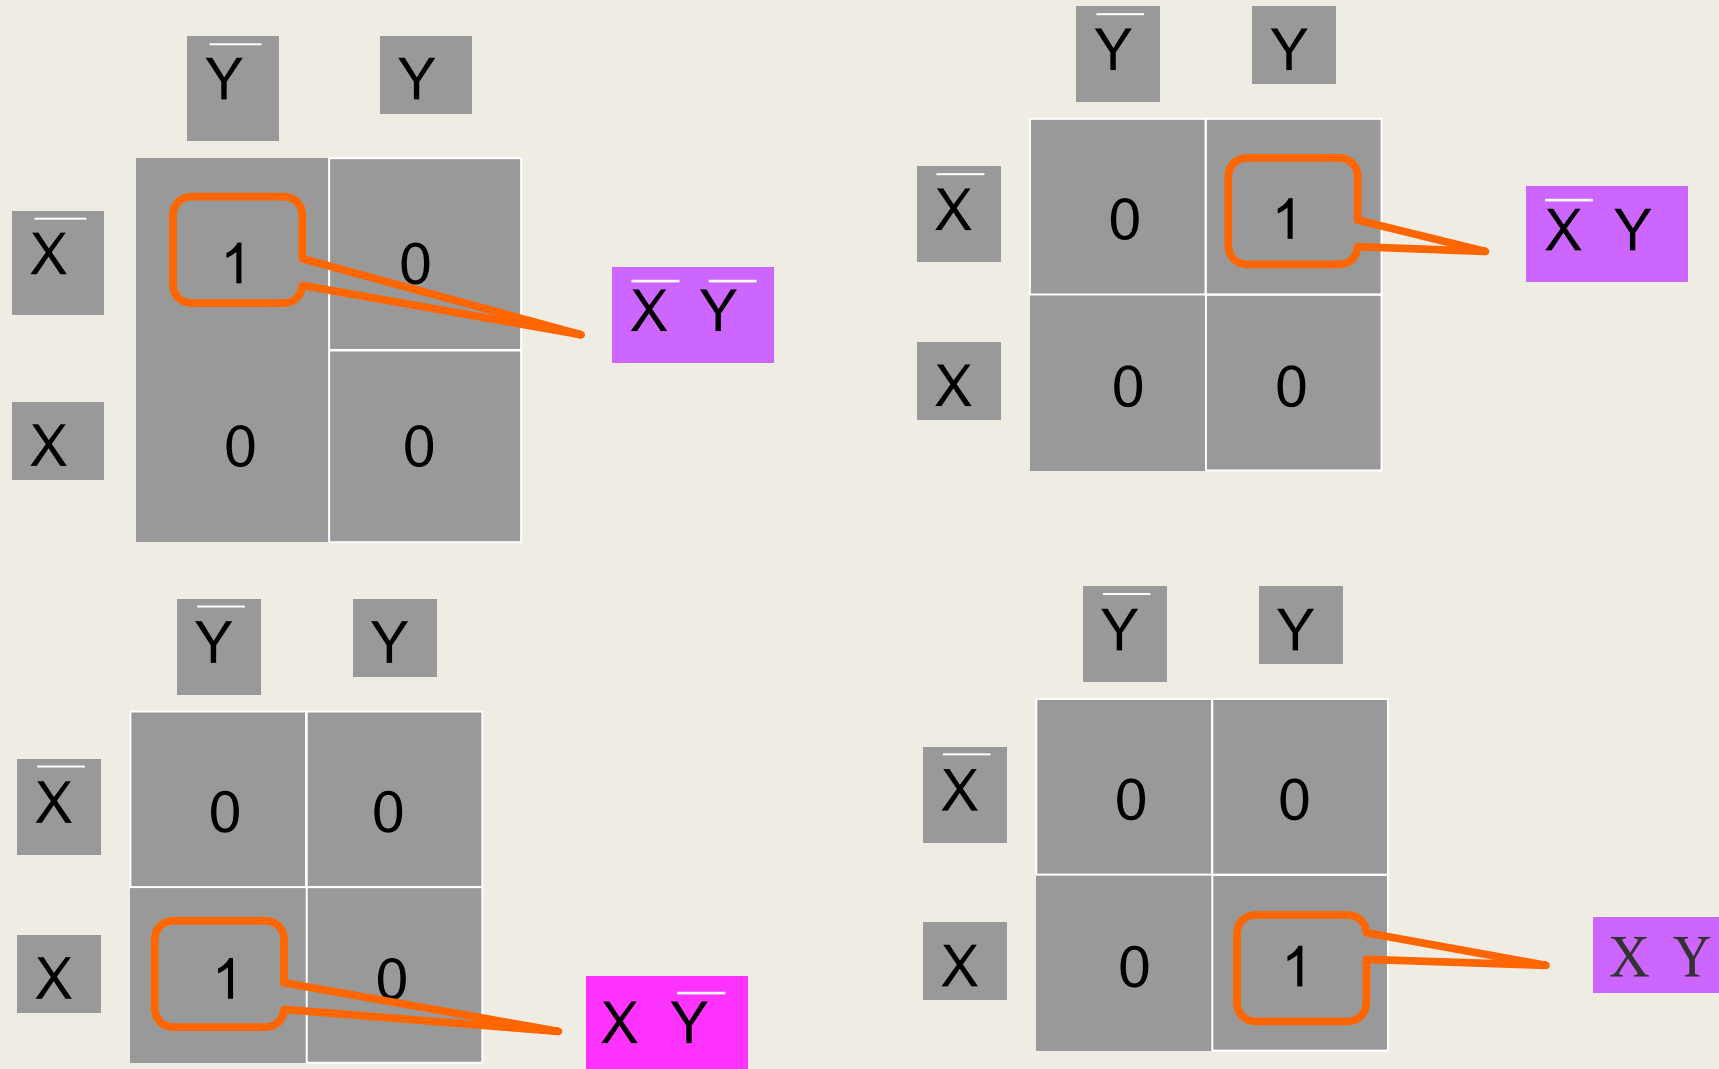 Y̅ Y
X̅ 1 0
X̅ Y̅
X 0 0
Y̅ Y
X̅ 0 1
X̅ Y
X 0 0
Y̅ Y
X̅ 0 0
X 1 0
X Y̅
Y̅ Y
X̅ 0 0
X 0 1
X Y